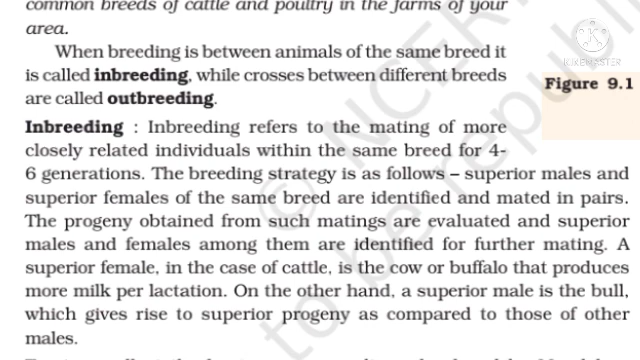 common breeds of cattle and poultry in the farms of your
area.
When breeding is between animals of the same breed it
is called inbreeding, while crosses between different breeds
are called outbreeding.
KINEMASTER
Figure 9.1
Inbreeding : Inbreeding refers to the mating of more
closely related individuals within the same breed for 4-
6 generations. The breeding strategy is as follows – superior males and
superior females of the same breed are identified and mated in pairs.
The progeny obtained from such matings are evaluated and superior
males and females among them are identified for further mating. A
superior female, in the case of cattle, is the cow or buffalo that produces
more milk per lactation. On the other hand, a superior male is the bull,
which gives rise to superior progeny as compared to those of other
males.
© NCERT
to be republi